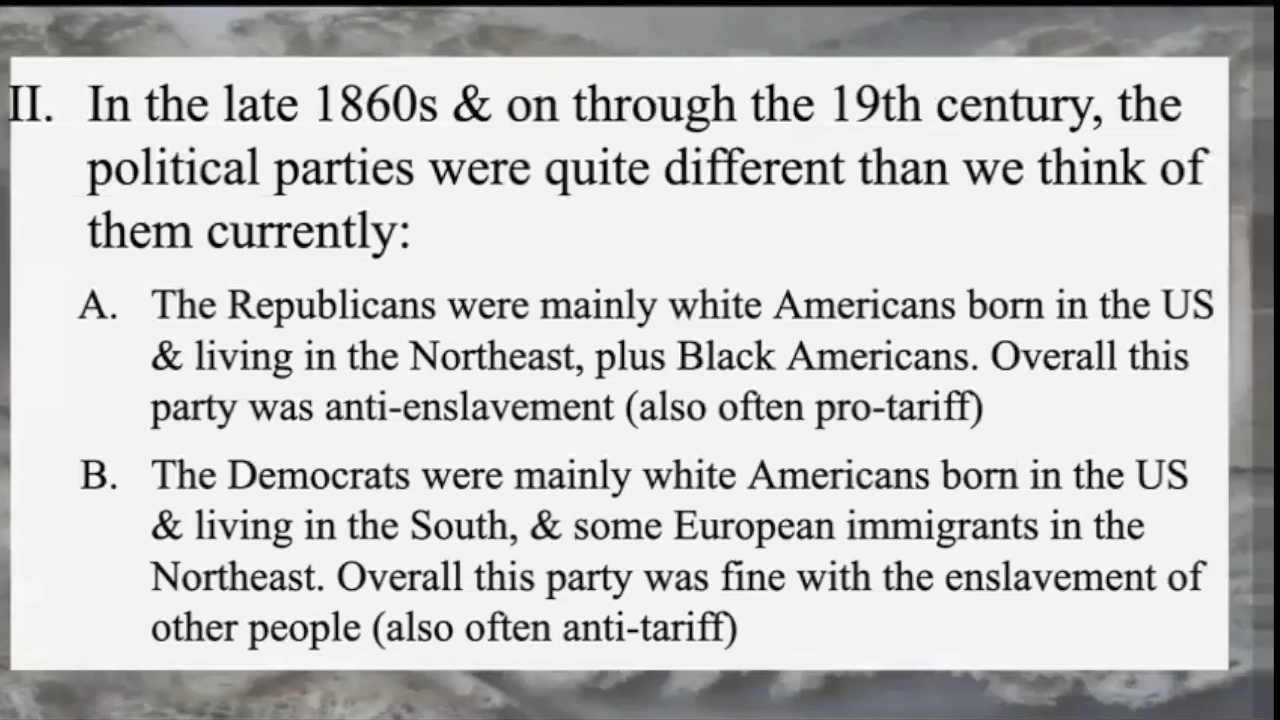 II. In the late 1860s & on through the 19th century, the
political parties were quite different than we think of
them currently:
A. The Republicans were mainly white Americans born in the US
& living in the Northeast, plus Black Americans. Overall this
party was anti-enslavement (also often pro-tariff)
B. The Democrats were mainly white Americans born in the US
& living in the South, & some European immigrants in the
Northeast. Overall this party was fine with the enslavement of
other people (also often anti-tariff)